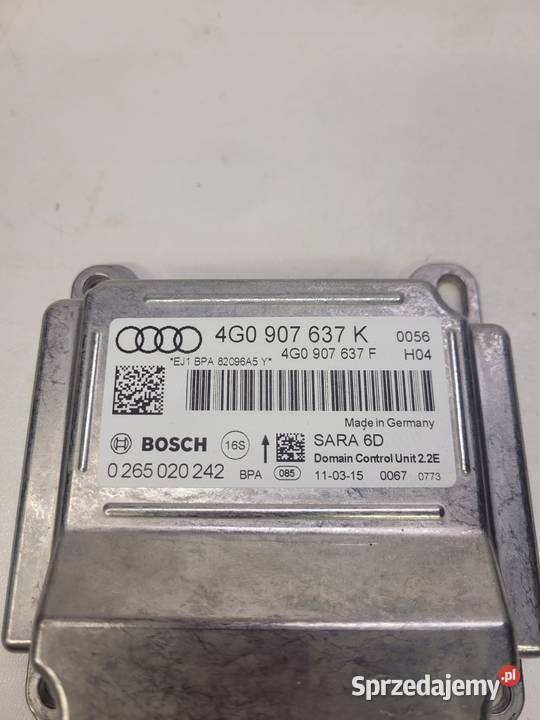 4G0 907 637 K 0056
*EJ1 BPA 82096A5 Y* 4G0 907 637 F H04
Made in Germany
BOSCH 16S SARA 6D
Domain Control Unit 2.2E
0 265 020 242 BPA 085 11-03-15 0067 0773
Sprzedajemy.pl